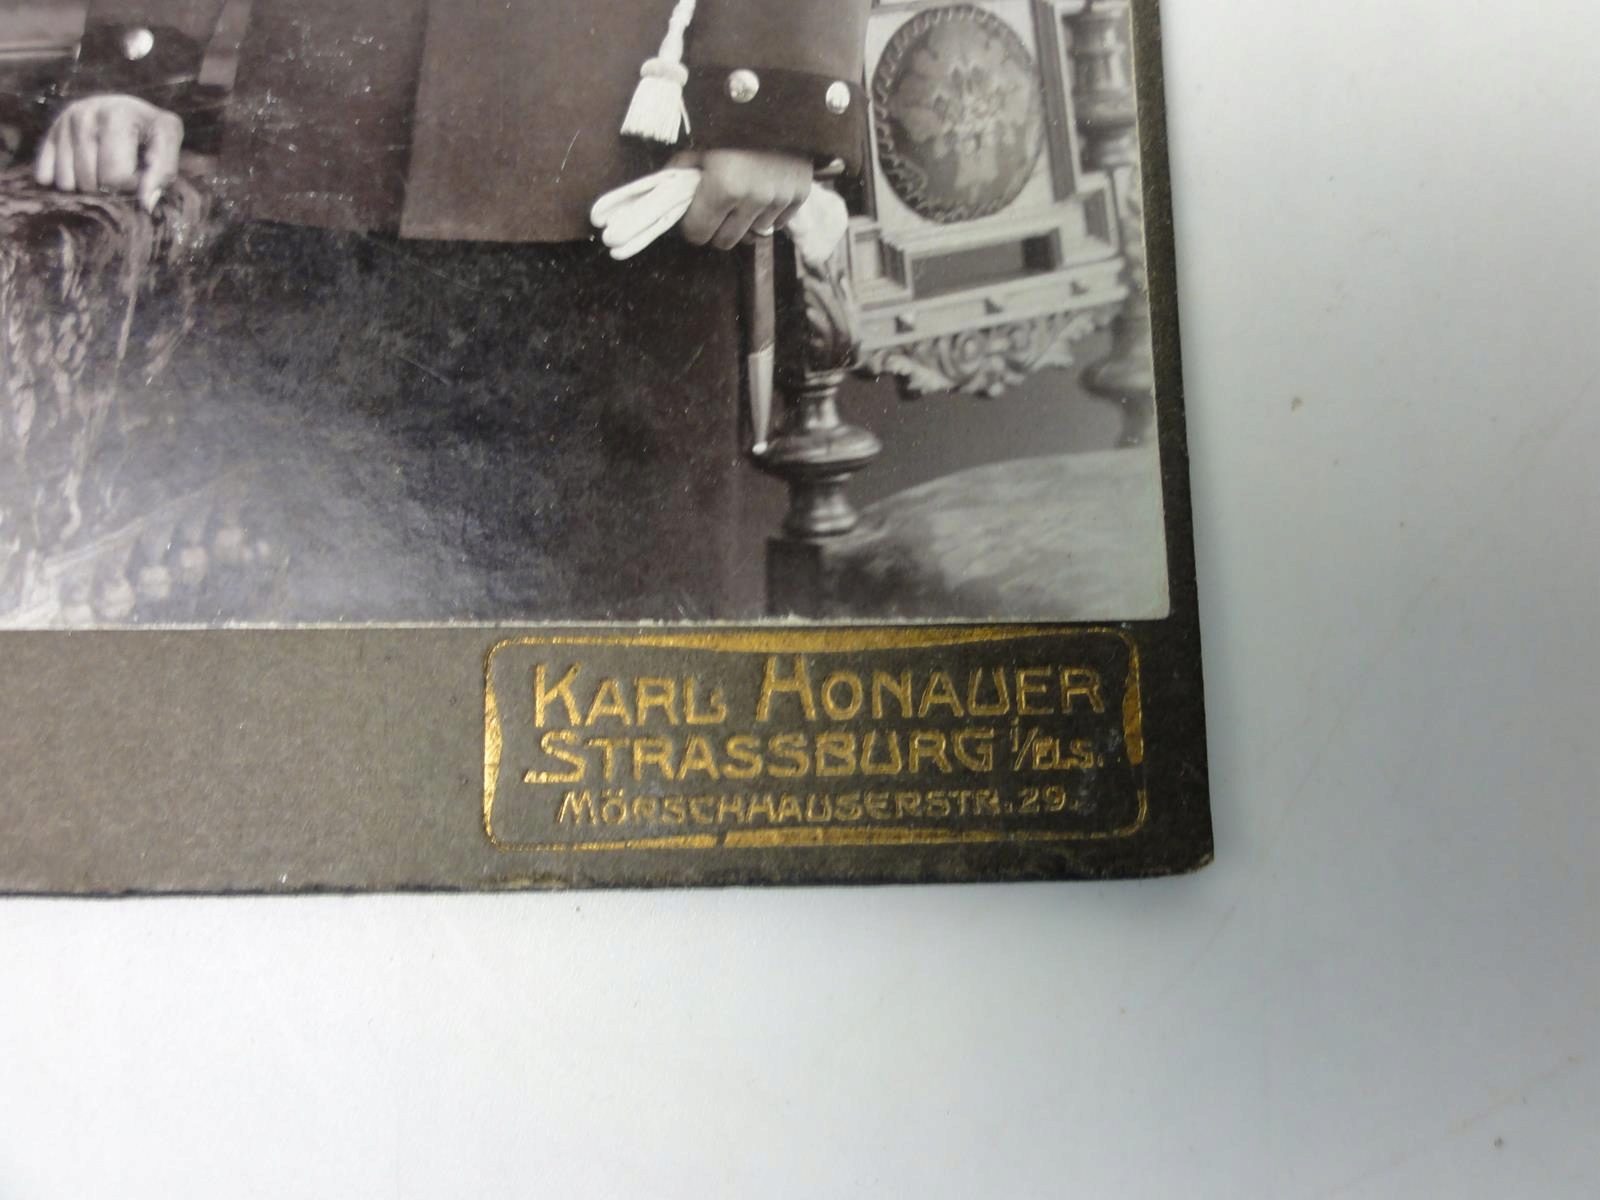 KARL HONAUER
STRASSBURG i/ELS.
MÖRSCHHAUSERSTR. 29.